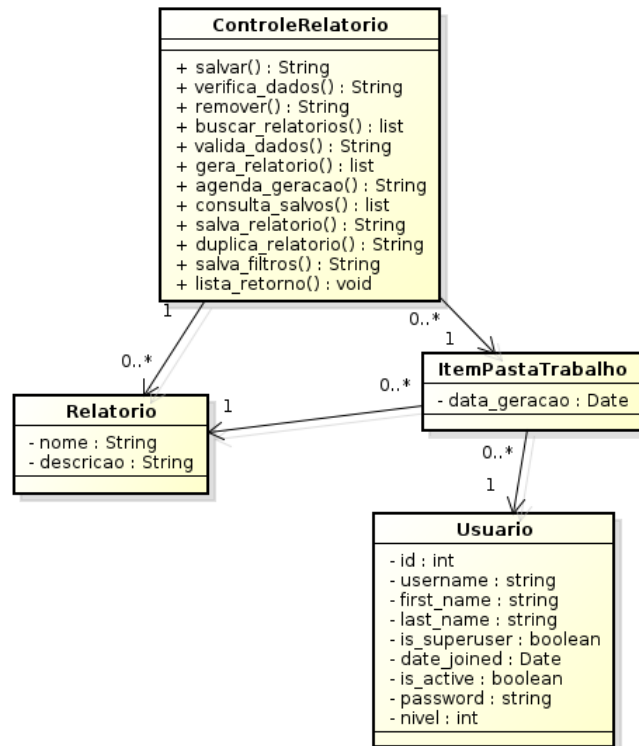 ControleRelatorio
+ salvar() : String
+ verifica_dados() : String
+ remover() : String
+ buscar_relatorios() : list
+ valida_dados() : String
+ gera_relatorio() : list
+ agenda_geracao() : String
+ consulta_salvos() : list
+ salva_relatorio() : String
+ duplica_relatorio() : String
+ salva_filtros() : String
+ lista_retorno() : void
1
0..*
0..*
1
ItemPastaTrabalho
- data_geracao : Date
0..*
1
Relatorio
- nome : String
- descricao : String
0..*
1
Usuario
- id : int
- username : string
- first_name : string
- last_name : string
- is_superuser : boolean
- date_joined : Date
- is_active : boolean
- password : string
- nivel : int